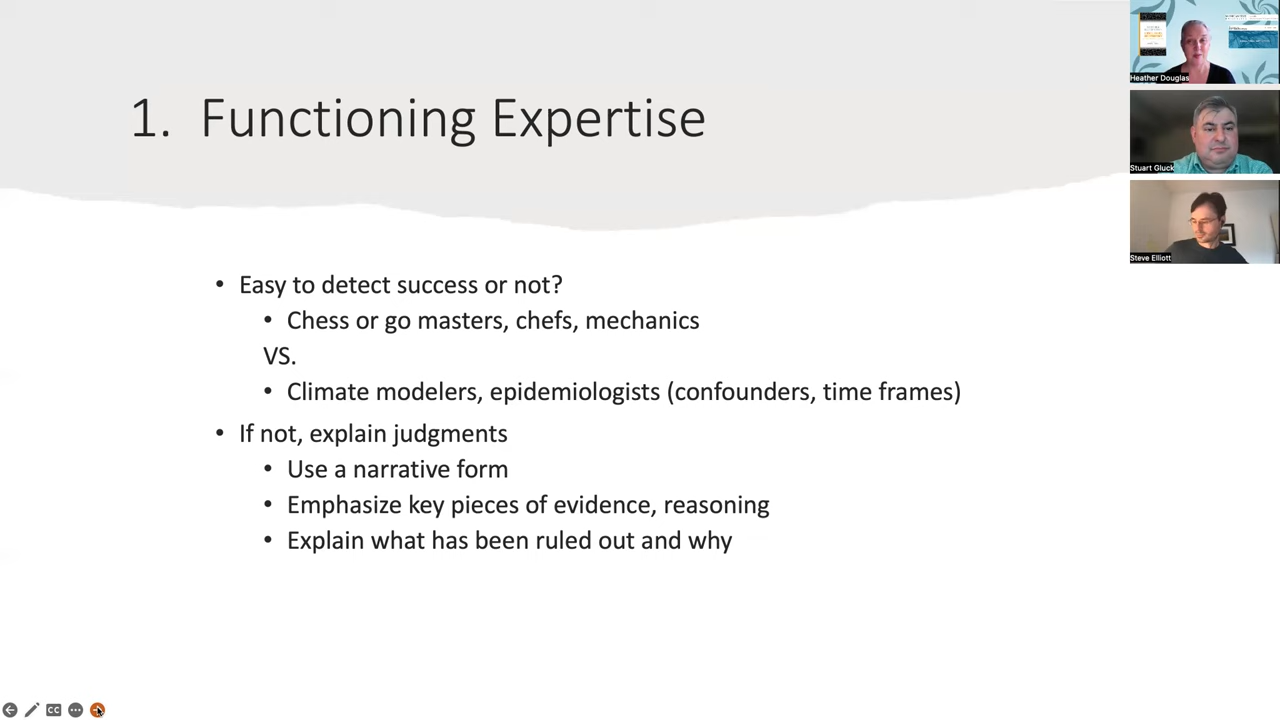 1. Functioning Expertise
• Easy to detect success or not?
• Chess or go masters, chefs, mechanics
VS.
• Climate modelers, epidemiologists (confounders, time frames)
• If not, explain judgments
• Use a narrative form
• Emphasize key pieces of evidence, reasoning
• Explain what has been ruled out and why
Heather Douglas
Stuart Gluck
Steve Elliott
CC